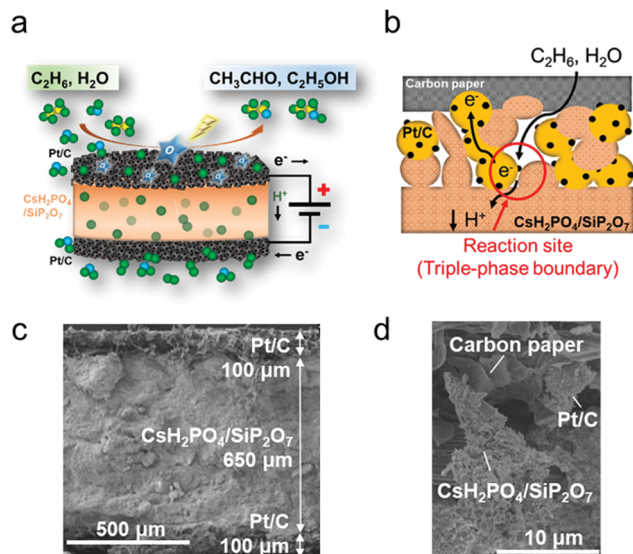 a
C2H6, H2O
CH3CHO, C2H5OH
O
O
O
O
Pt/C
e-
CsH2PO4
/SiP2O7
H+
+
−
Pt/C
e-
b
C2H6, H2O
Carbon paper
e-
Pt/C
e-
H+
CsH2PO4/SiP2O7
Reaction site
(Triple-phase boundary)
c
Pt/C
100 µm
CsH2PO4/SiP2O7
650 µm
Pt/C
500 µm
100 µm
d
Carbon paper
Pt/C
CsH2PO4/SiP2O7
10 µm